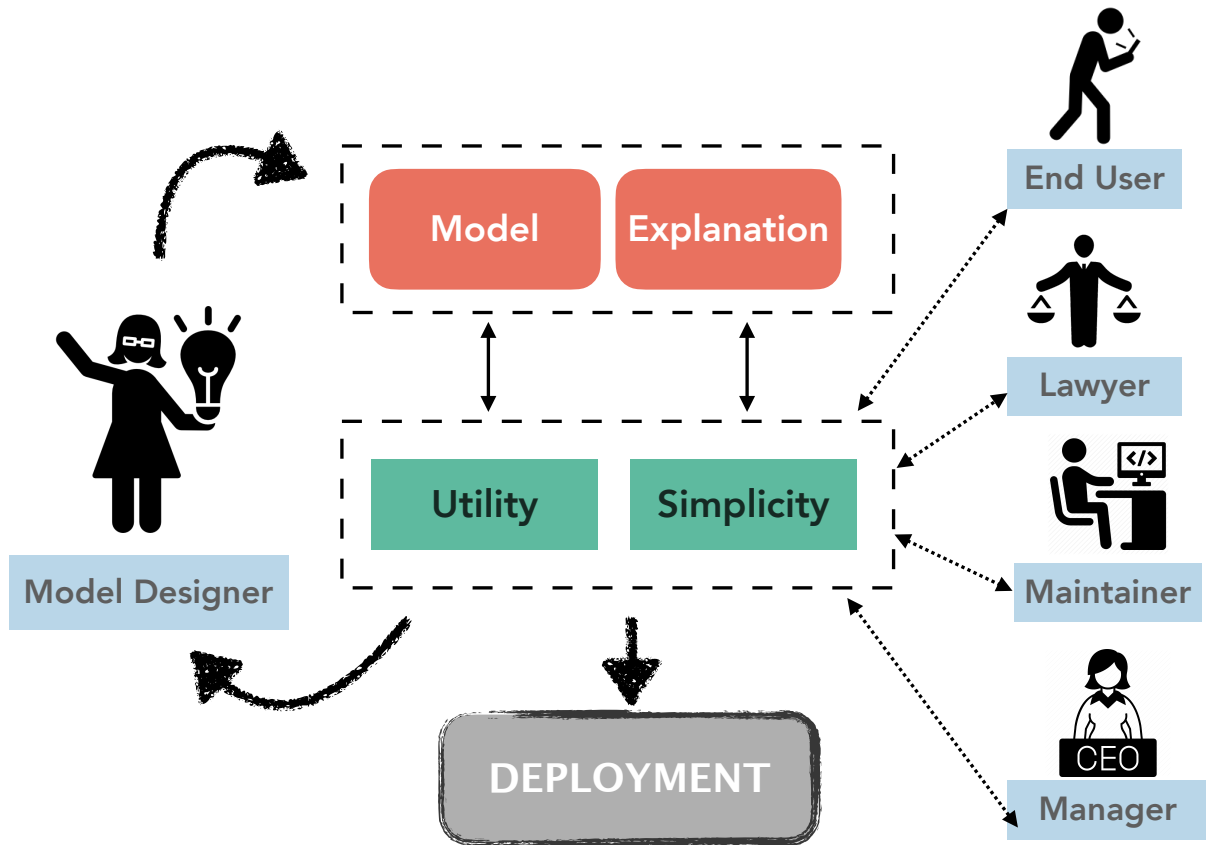 End User
Model
Explanation
Lawyer
</>
Utility
Simplicity
Model Designer
Maintainer
DEPLOYMENT
CEO
Manager